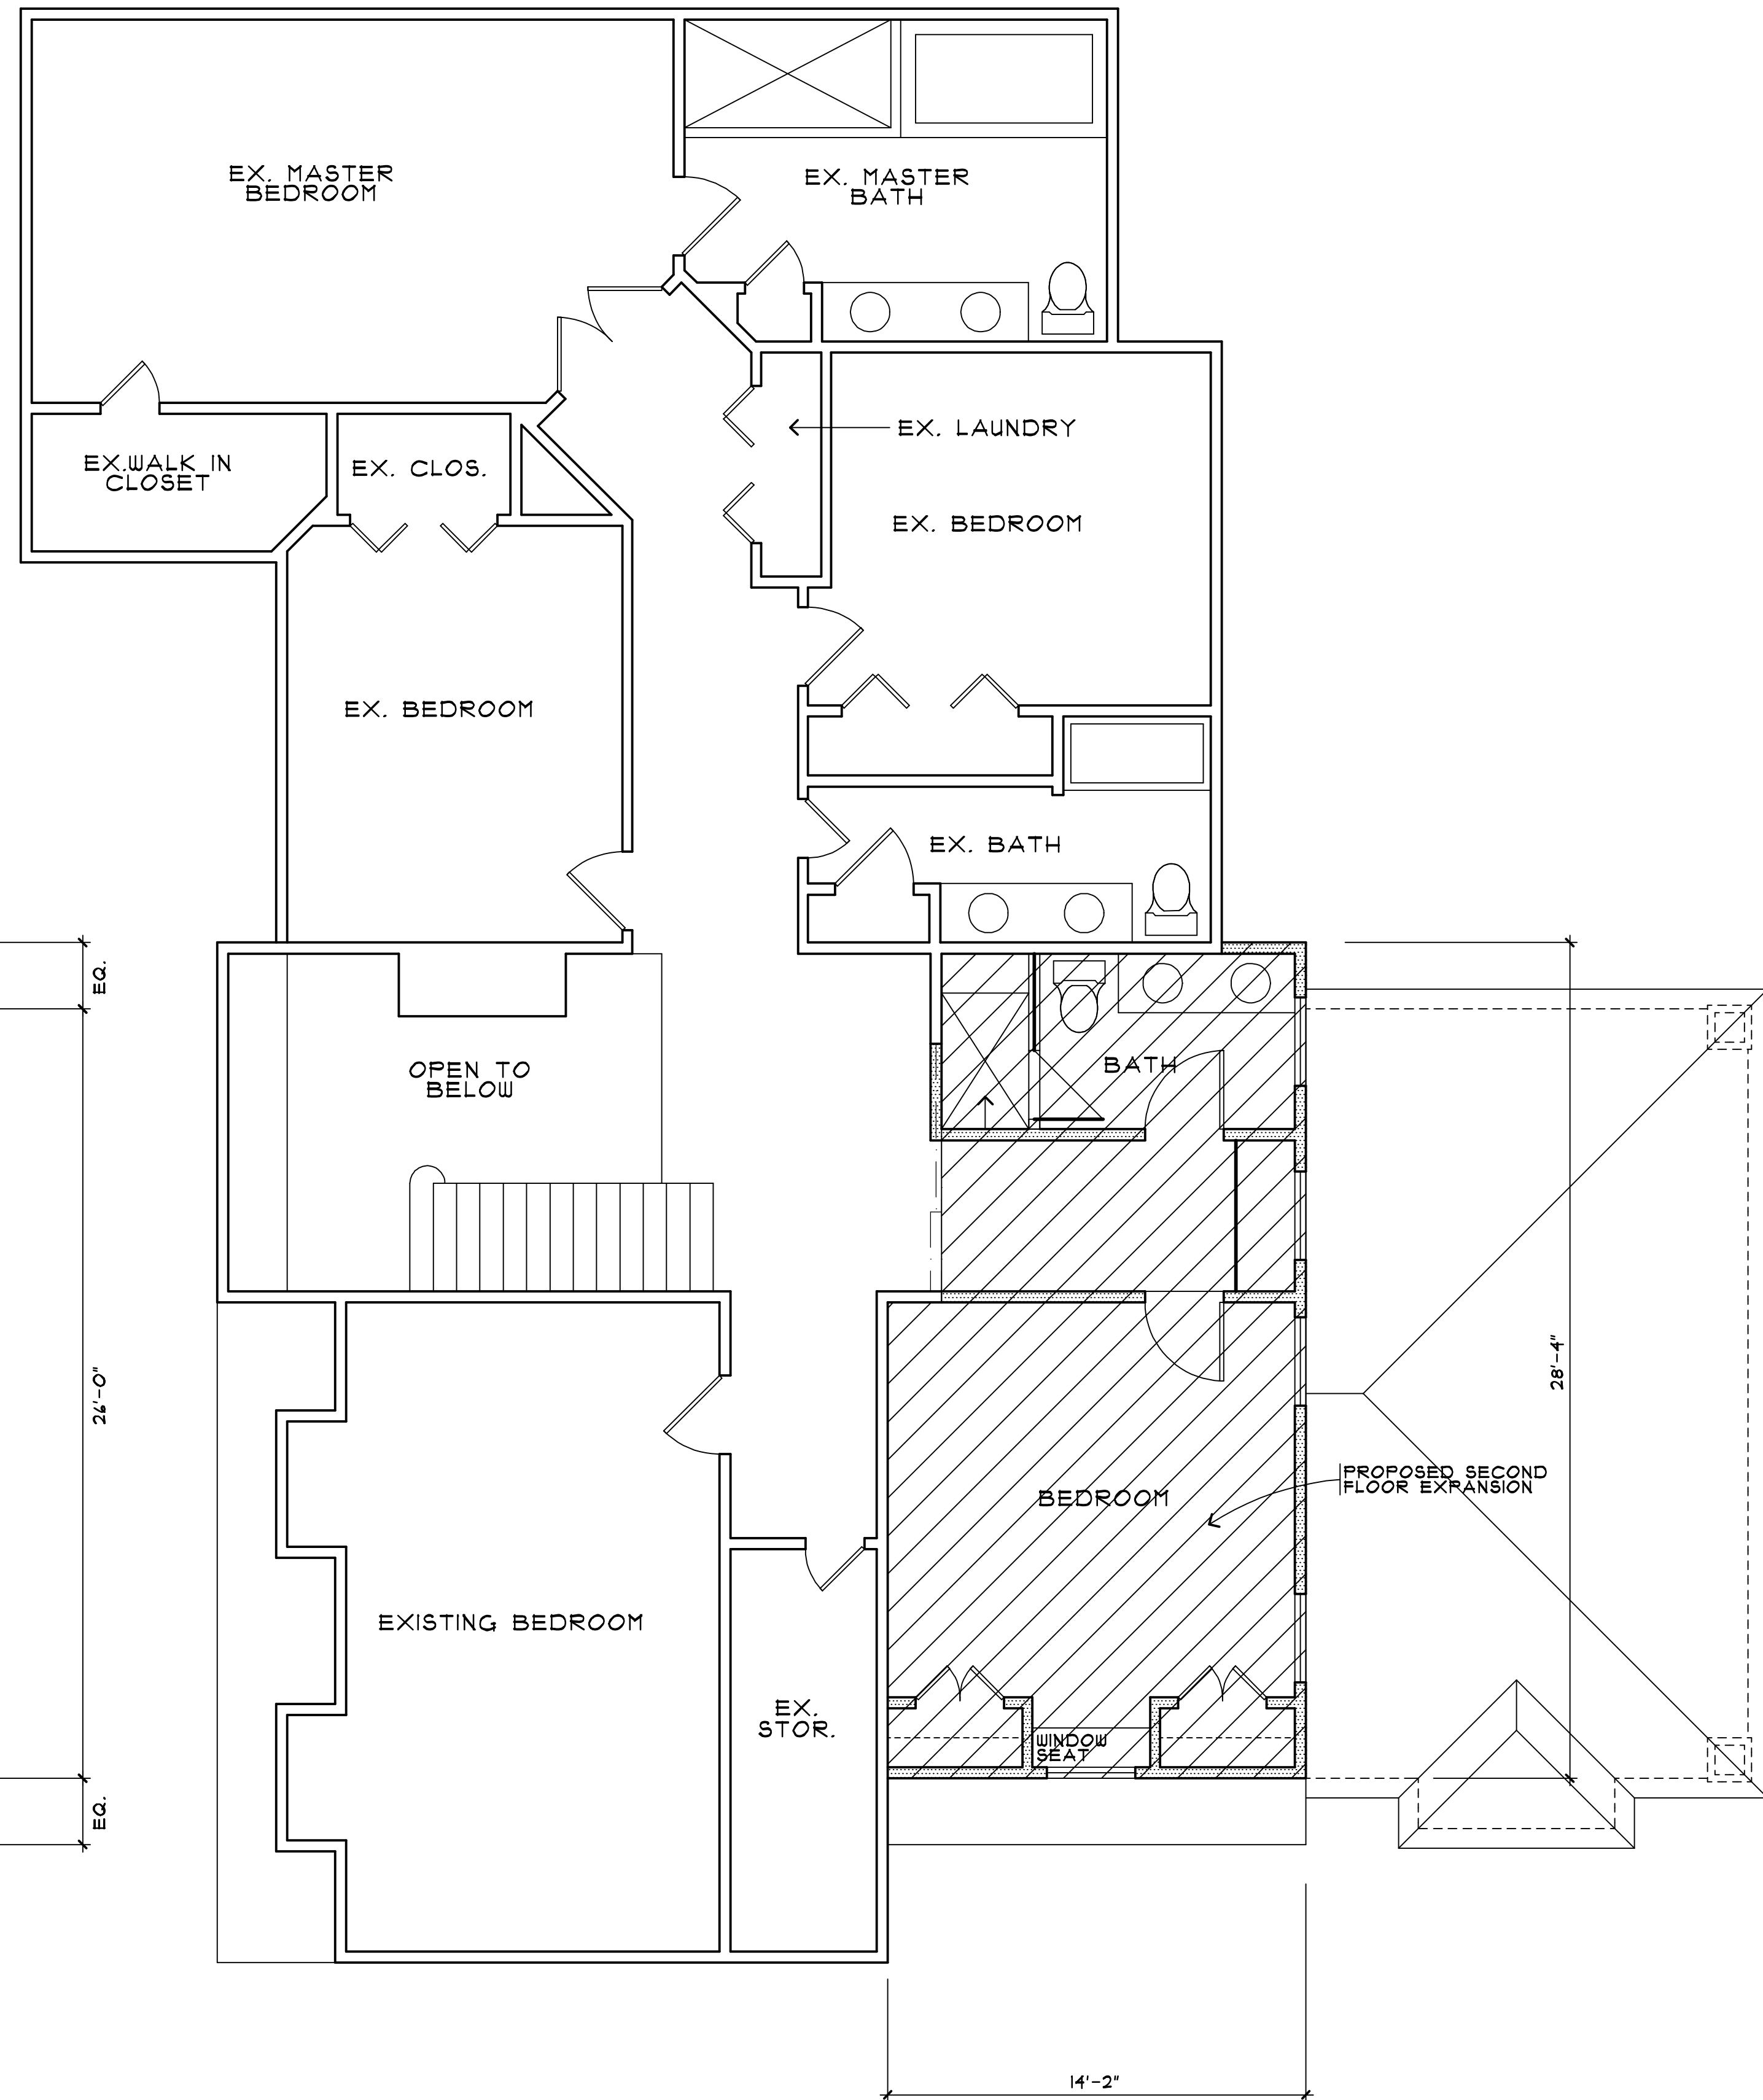 EX. MASTER
BEDROOM
EX. MASTER
BATH
EX. LAUNDRY
EX.WALK IN
CLOSET
EX. CLOS.
EX. BEDROOM
EX. BEDROOM
EX. BATH
EQ.
OPEN TO
BELOW
BATH
26'-0"
28'-4"
PROPOSED SECOND
FLOOR EXPANSION
BEDROOM
EXISTING BEDROOM
EX.
STOR.
WINDOW
SEAT
EQ.
14'-2"